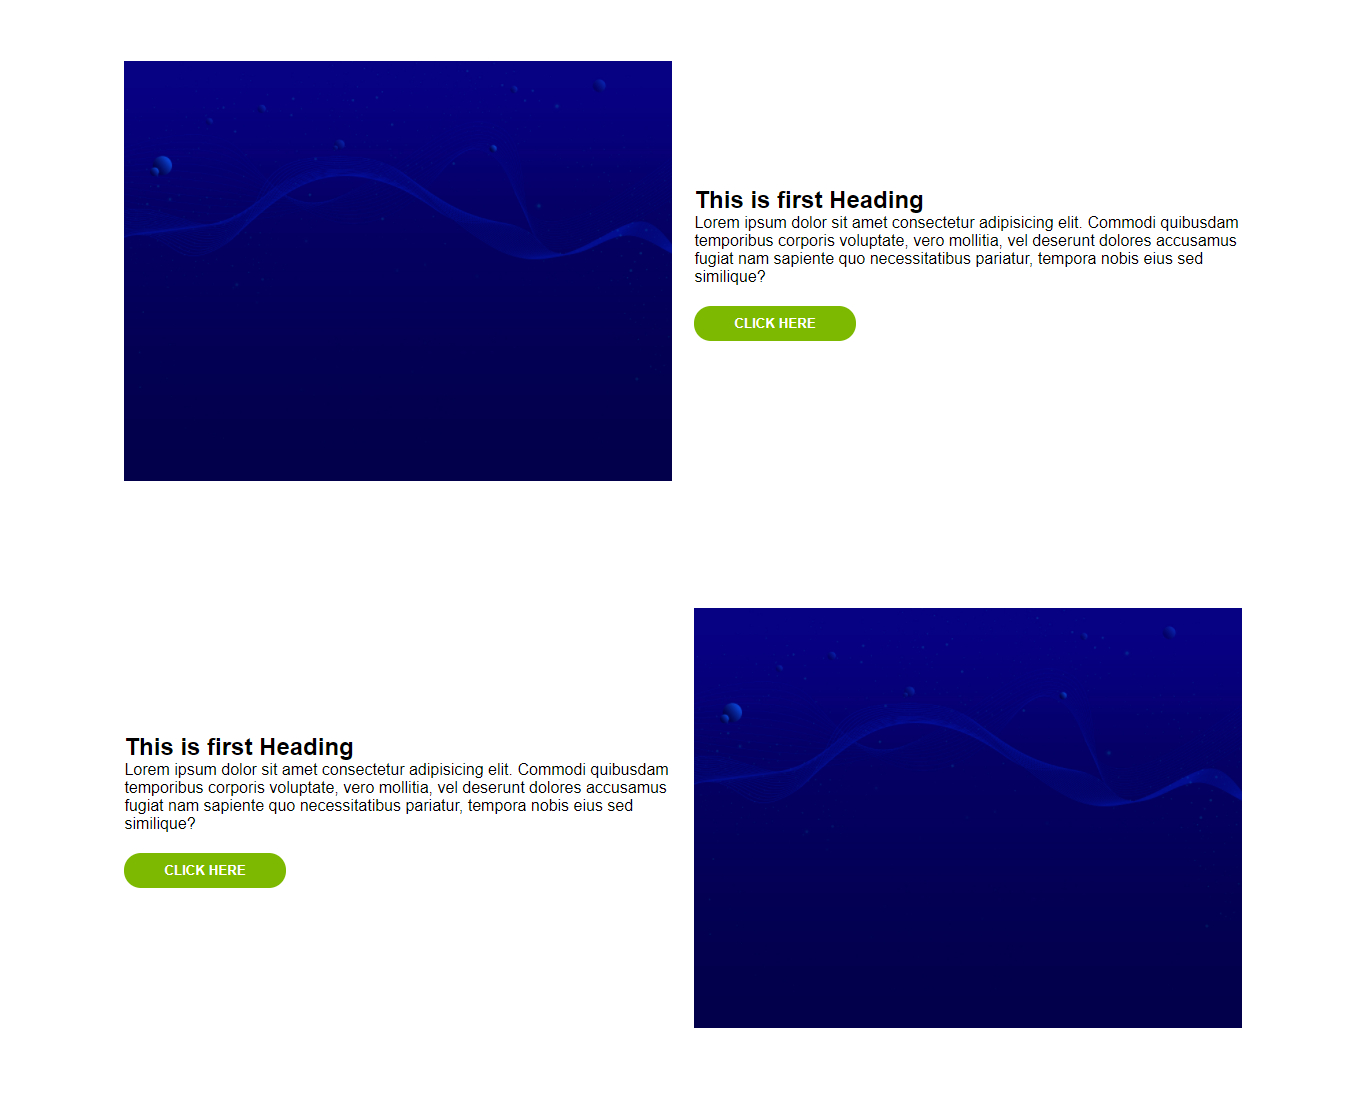 This is first Heading
Lorem ipsum dolor sit amet consectetur adipisicing elit. Commodi quibusdam
temporibus corporis voluptate, vero mollitia, vel deserunt dolores accusamus
fugiat nam sapiente quo necessitatibus pariatur, tempora nobis eius sed
similique?
CLICK HERE
This is first Heading
Lorem ipsum dolor sit amet consectetur adipisicing elit. Commodi quibusdam
temporibus corporis voluptate, vero mollitia, vel deserunt dolores accusamus
fugiat nam sapiente quo necessitatibus pariatur, tempora nobis eius sed
similique?
CLICK HERE